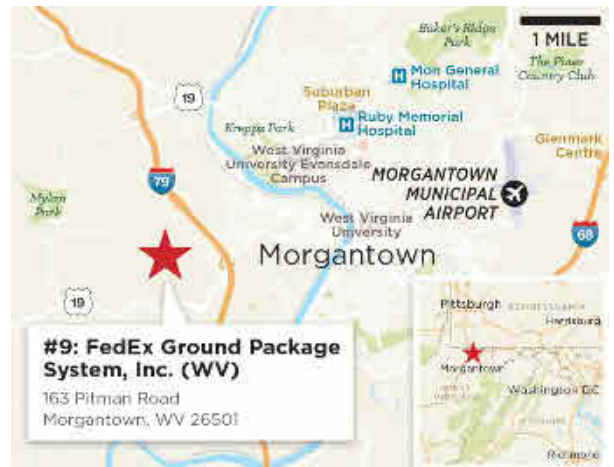 Baker's Ridge
Park
1 MILE
The Pines
Country Club
Mon General
Hospital
19
Suburban
Plaza
Ruby Memorial
Hospital
Krepps Park
Glenmark
Centre
West Virginia
University Evansdale
Campus
MORGANTOWN
MUNICIPAL
AIRPORT
79
Mylan
Park
West Virginia
University
68
Morgantown
19
#9: FedEx Ground Package
System, Inc. (WV)
163 Pitman Road
Morgantown, WV 26501
Pittsburgh
PENNSYLVANIA
Harrisburg
Morgantown
Washington DC
Richmond